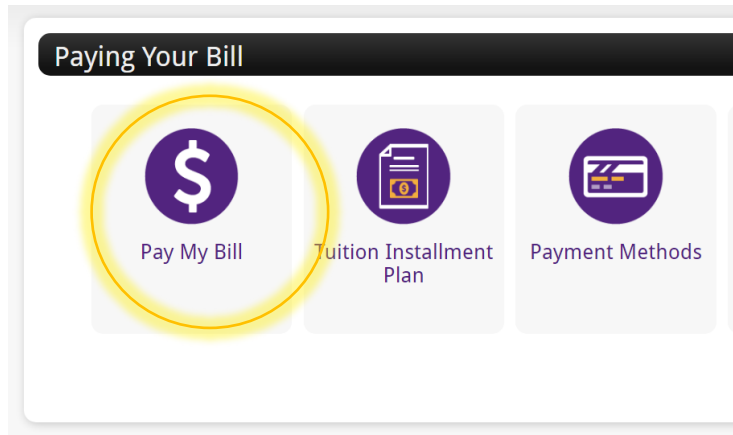 Paying Your Bill
$
Pay My Bill
$
Tuition Installment
Plan
Payment Methods